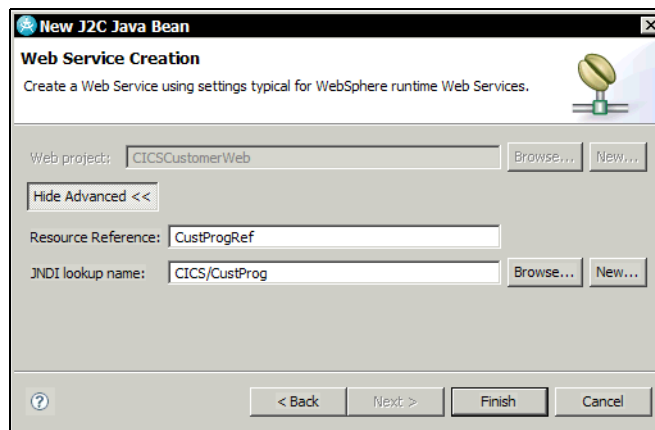 New J2C Java Bean
Web Service Creation
Create a Web Service using settings typical for WebSphere runtime Web Services.
Web project: CICSCustomerWeb Browse... New...
Hide Advanced <<
Resource Reference: CustProgRef
JNDI lookup name: CICS/CustProg Browse... New...
? < Back Next > Finish Cancel